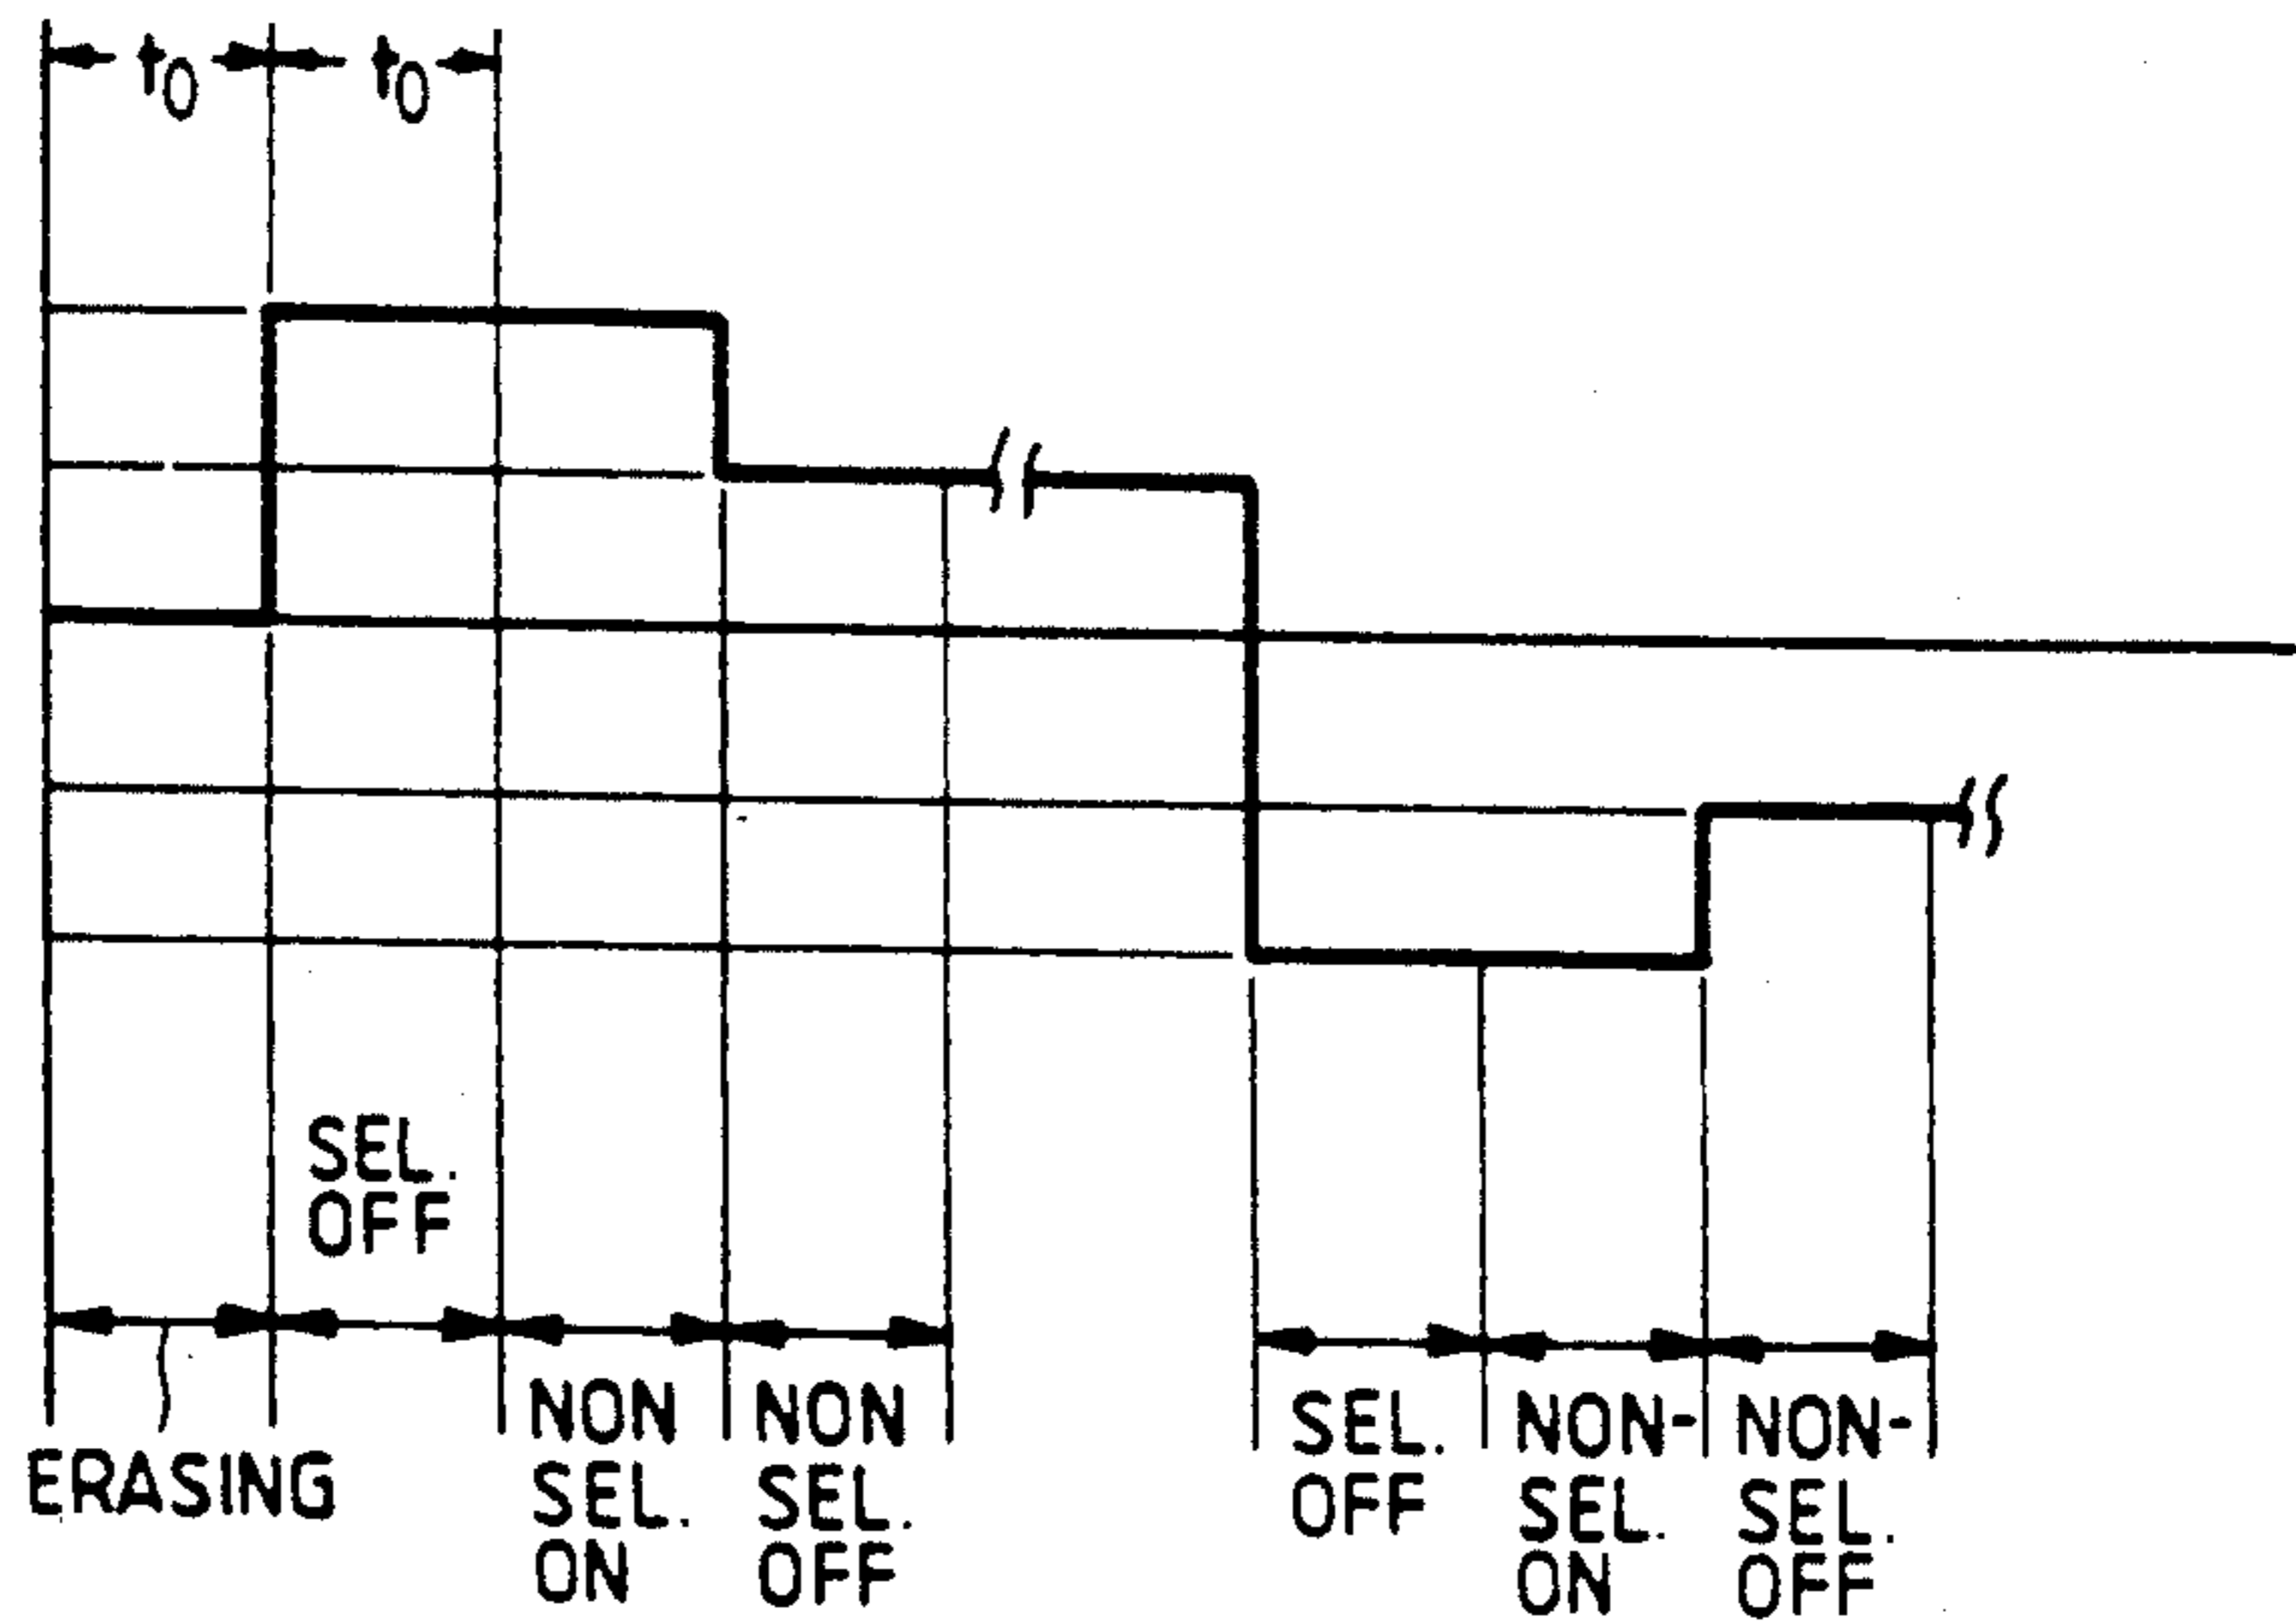 t0 t0
SEL.
OFF
ERASING
NON
SEL.
ON
NON
SEL.
OFF
SEL.
OFF
NON-
SEL.
ON
NON-
SEL.
OFF